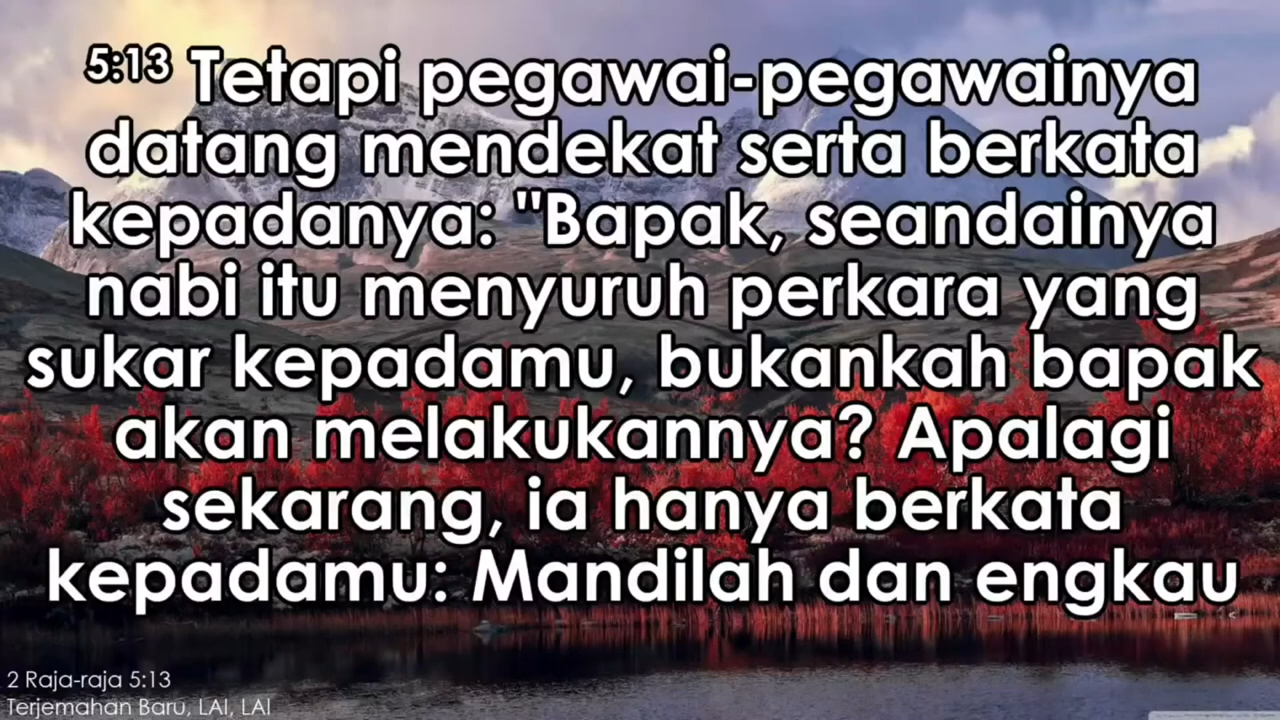 5:13 Tetapi pegawai-pegawainya
datang mendekat serta berkata
kepadanya: "Bapak, seandainya
nabi itu menyuruh perkara yang
sukar kepadamu, bukankah bapak
akan melakukannya? Apalagi
sekarang, ia hanya berkata
kepadamu: Mandilah dan engkau
2 Raja-raja 5:13
Terjemahan Baru, LAI, LAI